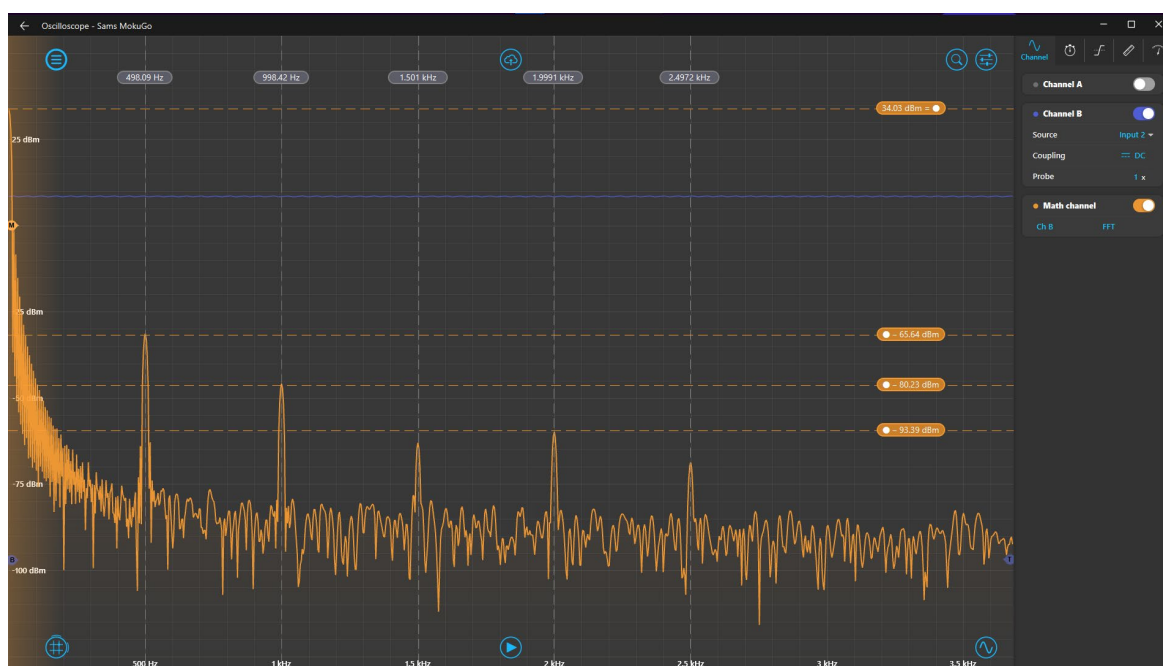 Oscilloscope - Sams MokuGo
498.09 Hz
998.42 Hz
1.501 kHz
1.9991 kHz
2.4972 kHz
Channel
34.03 dBm =
25 dBm
M
-25 dBm
– 65.64 dBm
– 80.23 dBm
-50 dBm
– 93.39 dBm
-75 dBm
B
T
-100 dBm
500 Hz
1 kHz
1.5 kHz
2 kHz
2.5 kHz
3 kHz
3.5 kHz
Channel A
Channel B
Source Input 2
Coupling DC
Probe 1 x
Math channel
Ch B FFT